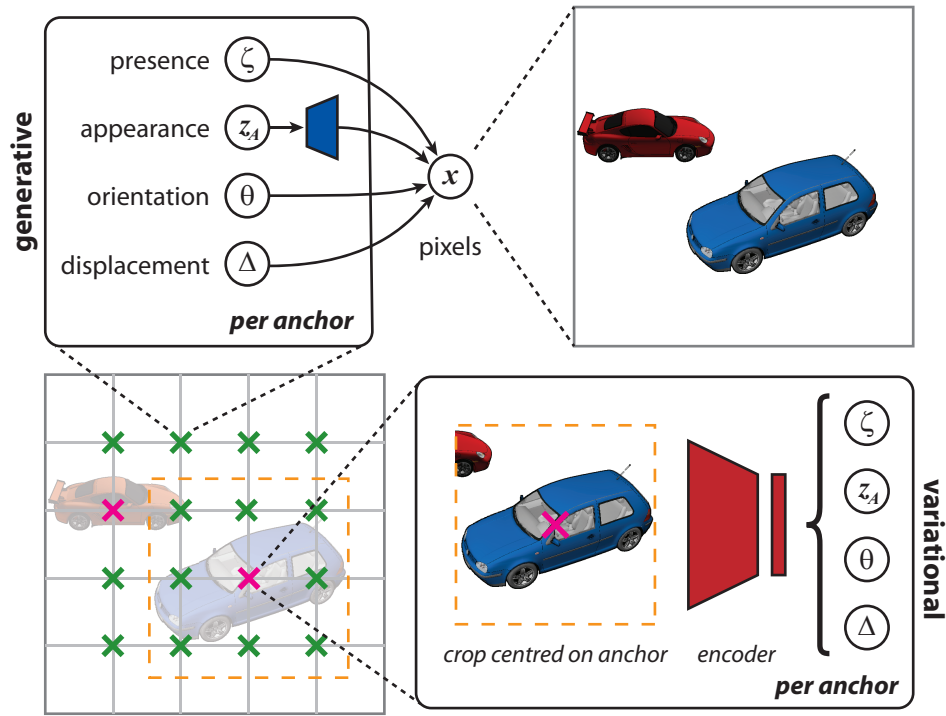 generative
presence ζ
appearance z_A
orientation θ
displacement Δ
per anchor
x
pixels
crop centred on anchor
encoder
ζ
z_A
θ
Δ
per anchor
variational